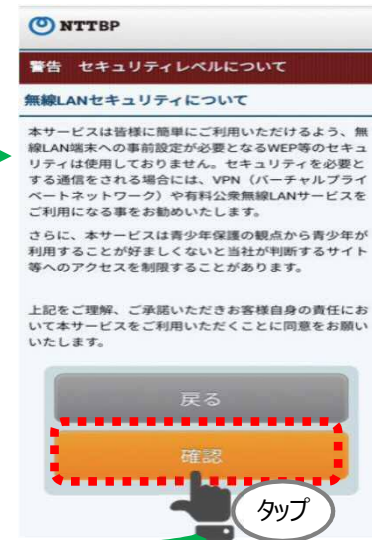 NTTBP
警告 セキュリティレベルについて
無線LANセキュリティについて
本サービスは皆様に簡単にご利用いただけるよう、無
線LAN端末への事前設定が必要となるWEP等のセキュ
リティは使用しておりません。セキュリティを必要と
する通信をされる場合には、VPN（バーチャルプライ
ベートネットワーク）や有料公衆無線LANサービスを
ご利用になる事をお勧めいたします。
さらに、本サービスは青少年保護の観点から青少年が
利用することが好ましくないと当社が判断するサイト
等へのアクセスを制限することがあります。
上記をご理解、ご承諾いただきお客様自身の責任にお
いて本サービスをご利用いただくことに同意をお願い
いたします。
戻る
確認
タップ